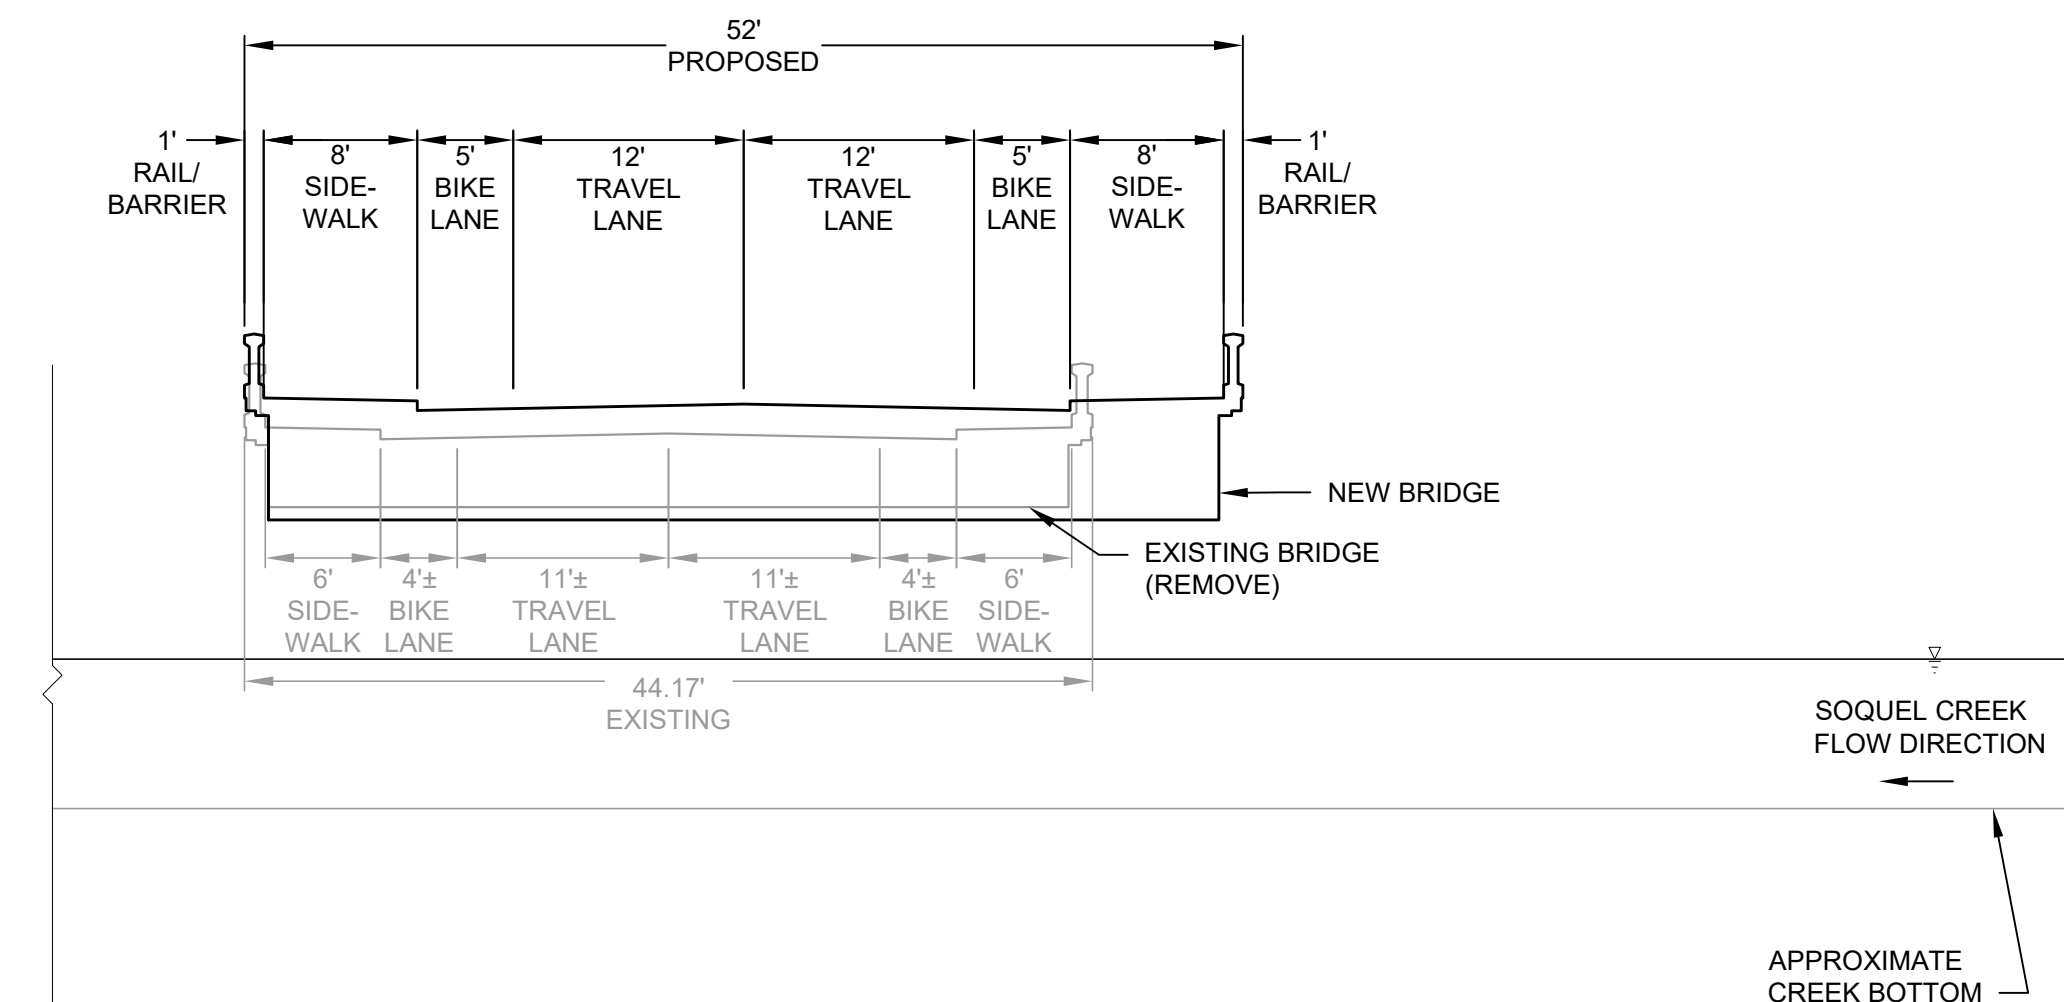 52'
PROPOSED
1'
RAIL/
BARRIER
8'
SIDE-
WALK
5'
BIKE
LANE
12'
TRAVEL
LANE
12'
TRAVEL
LANE
5'
BIKE
LANE
8'
SIDE-
WALK
1'
RAIL/
BARRIER
NEW BRIDGE
EXISTING BRIDGE
(REMOVE)
6'
SIDE-
WALK
4'±
BIKE
LANE
11'±
TRAVEL
LANE
11'±
TRAVEL
LANE
4'±
BIKE
LANE
6'
SIDE-
WALK
44.17'
EXISTING
SOQUEL CREEK
FLOW DIRECTION
APPROXIMATE
CREEK BOTTOM